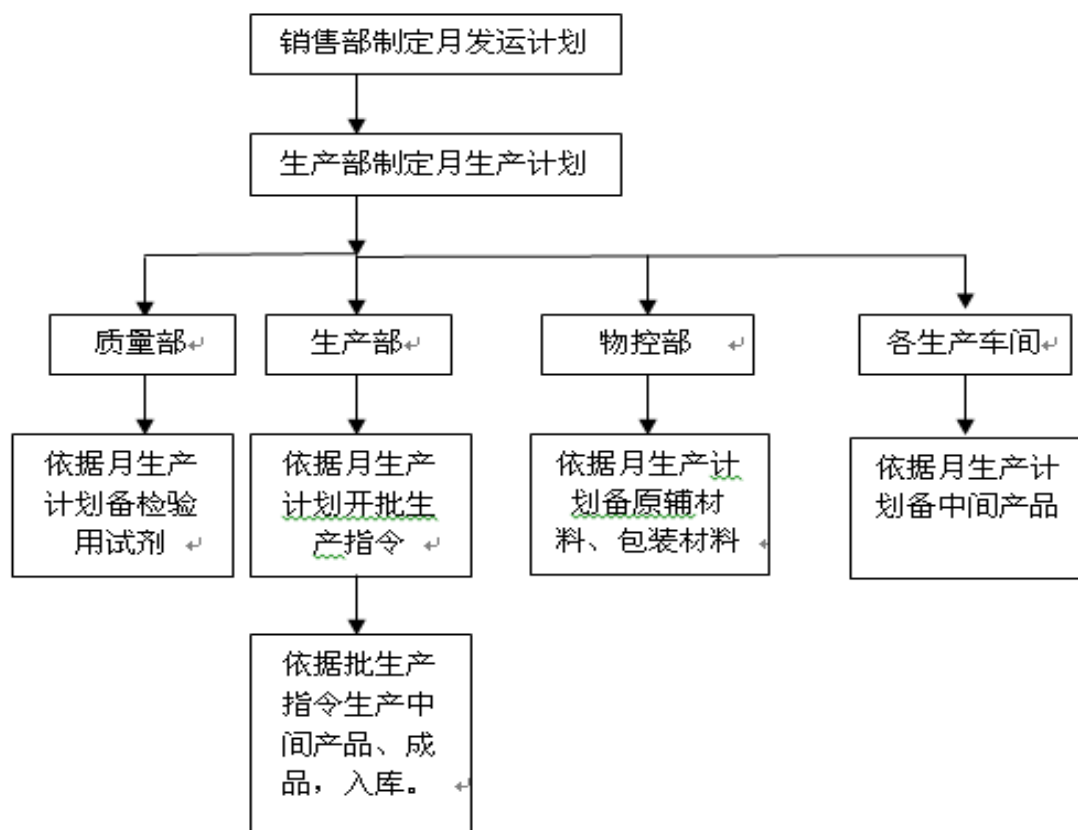 销售部制定月发运计划
生产部制定月生产计划
质量部
生产部
物控部
各生产车间
依据月生产
计划备检验
用试剂
依据月生产
计划开批生
产指令
依据月生产计
划备原辅材
料、包装材料
依据月生产计
划备中间产品
依据批生产
指令生产中
间产品、成
品，入库。